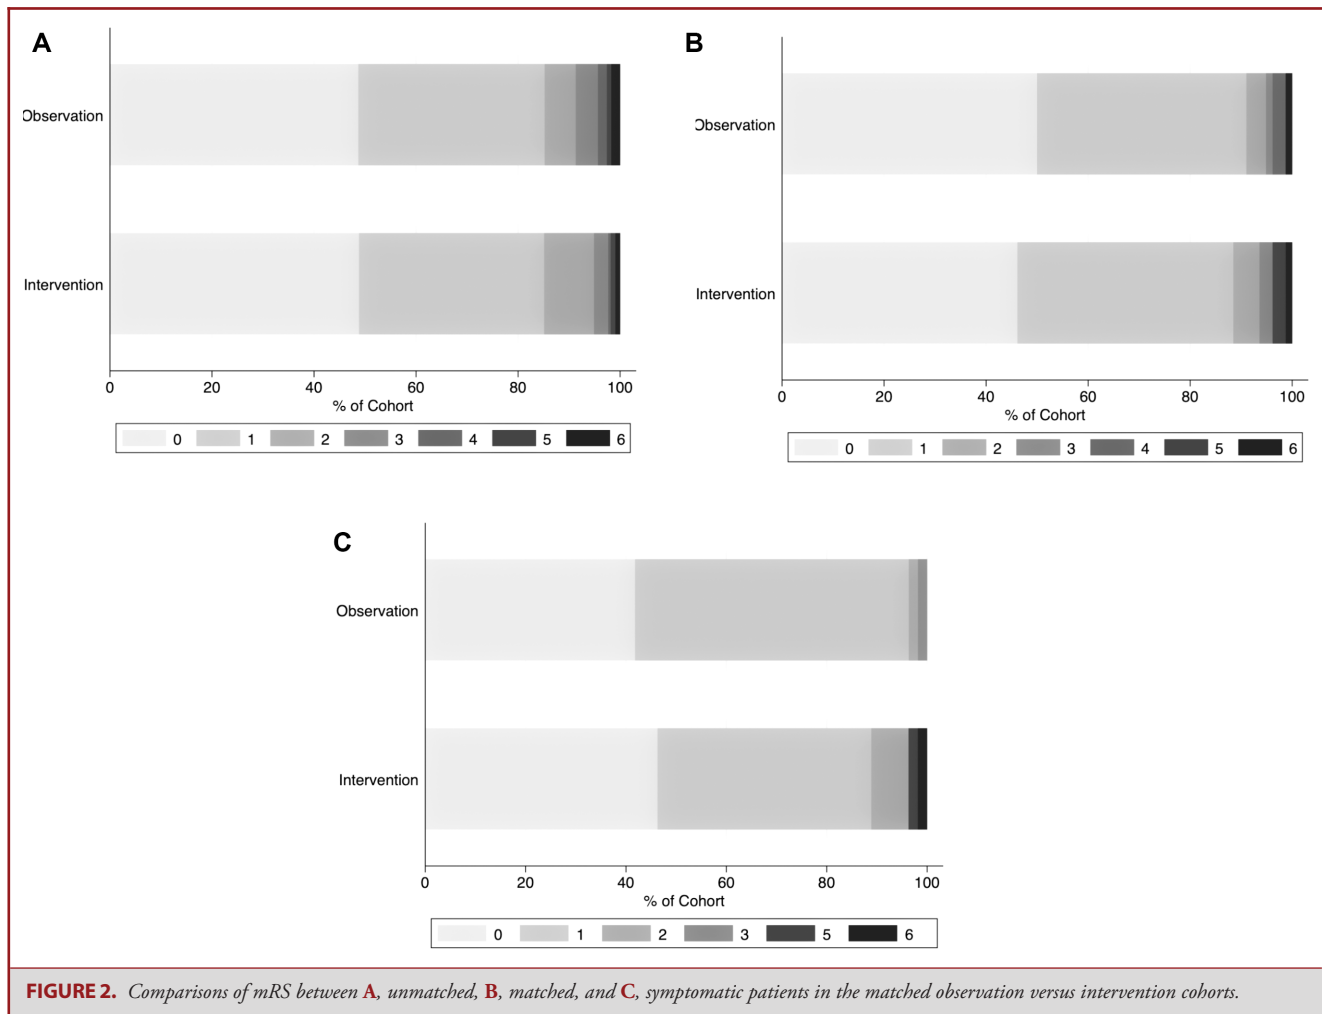 A
Observation
Intervention
0 20 40 60 80 100
% of Cohort
0 1 2 3 4 5 6
B
Observation
Intervention
0 20 40 60 80 100
% of Cohort
0 1 2 3 4 5 6
C
Observation
Intervention
0 20 40 60 80 100
% of Cohort
0 1 2 3 5 6
FIGURE 2. Comparisons of mRS between A, unmatched, B, matched, and C, symptomatic patients in the matched observation versus intervention cohorts.